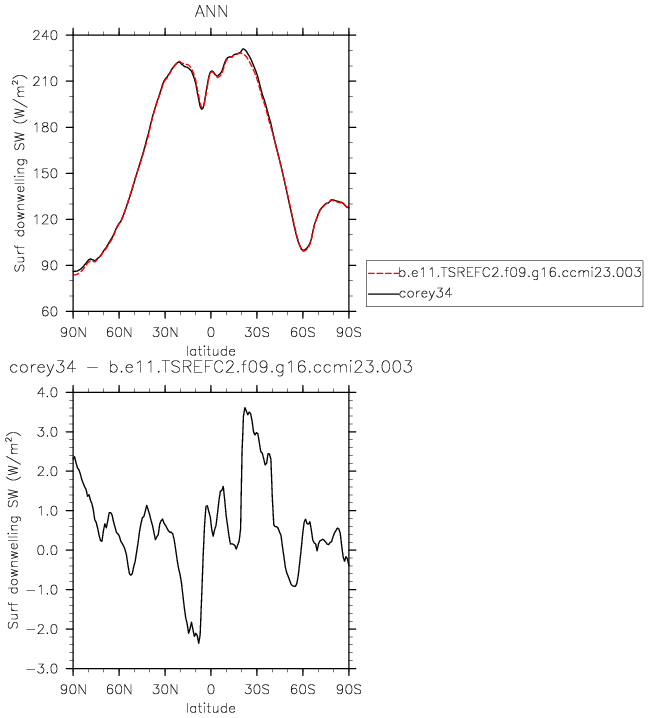 ANN
240
210
180
150
120
90
60
Surf downwelling SW (W/m²)
90N 60N 30N 0 30S 60S 90S
latitude
b.e11.TSREFC2.f09.g16.ccmi23.003
corey34
corey34 − b.e11.TSREFC2.f09.g16.ccmi23.003
4.0
3.0
2.0
1.0
0.0
−1.0
−2.0
−3.0
Surf downwelling SW (W/m²)
90N 60N 30N 0 30S 60S 90S
latitude